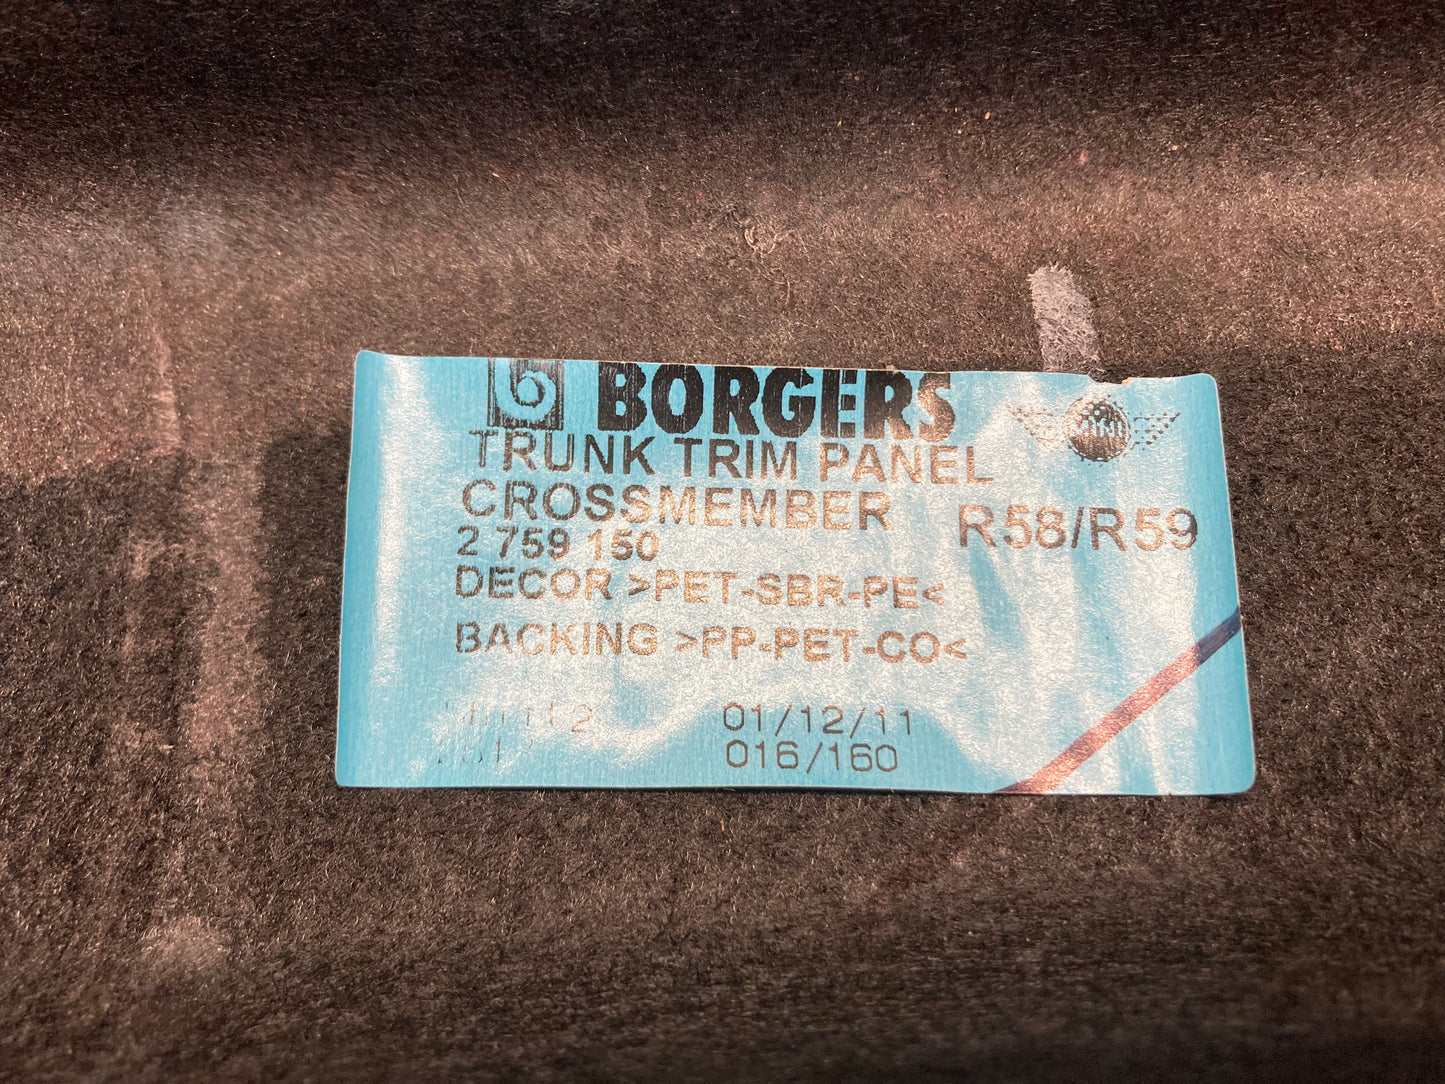 BORGERS
MINI
TRUNK TRIM PANEL
CROSSMEMBER
R58/R59
2 759 150
DECOR >PET-SBR-PE<
BACKING >PP-PET-CO<
01/12/11
016/160